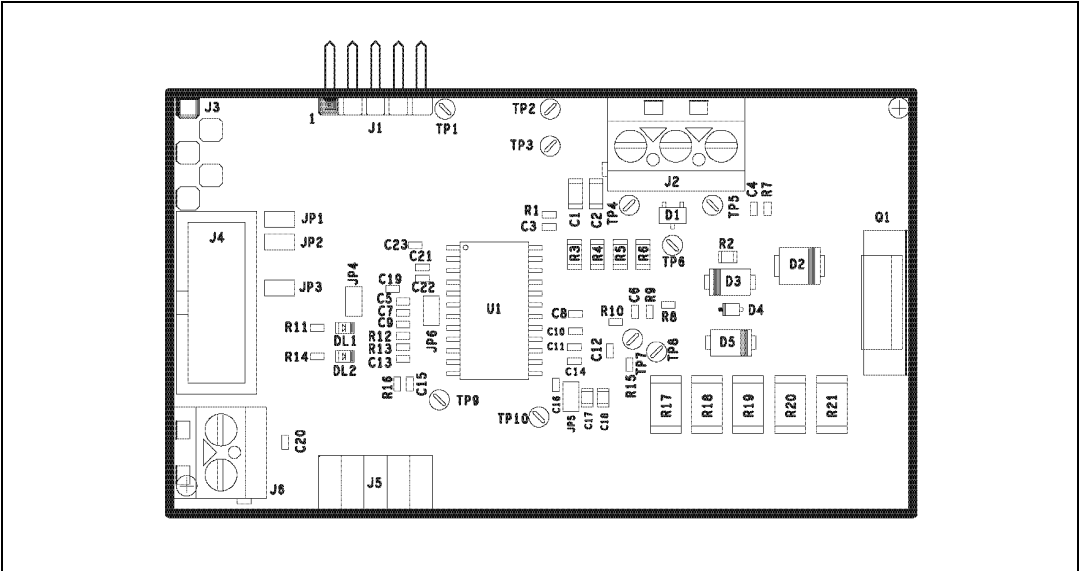 J3
1
J1
TP1
TP2
TP3
J2
C4
R7
TP4
TP5
D1
R1
C3
C1
C2
Q1
JP1
J4
JP2
C23
C21
R3
R4
R5
R6
TP6
R2
D2
JP4
C19
C22
D3
JP3
C5
U1
C6
R9
C7
C8
R10
R8
D4
C9
R11
JP6
R12
C10
DL1
R13
C11
C12
TP7
TP8
D5
R14
C13
C14
R15
DL2
R16
C15
C16
TP9
TP10
JP5
C17
C18
R17
R18
R19
R20
R21
C20
J5
J6